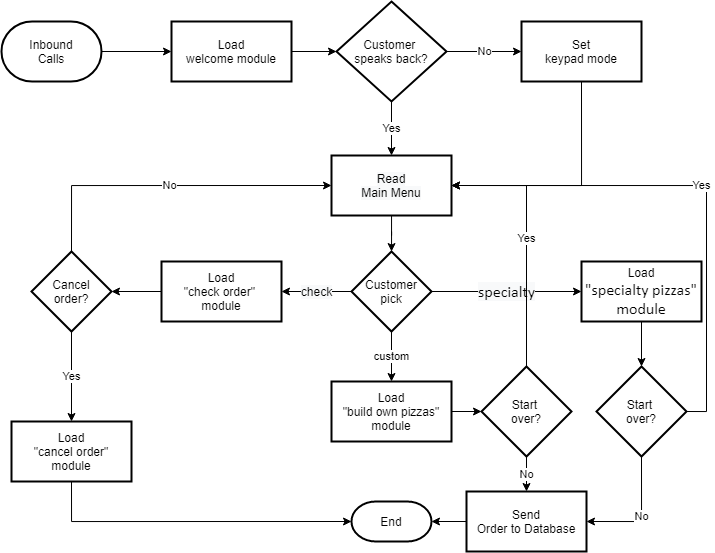 Inbound
Calls
Load
welcome module
Customer
speaks back?
No
Set
keypad mode
Yes
Read
Main Menu
No
Yes
Yes
Cancel
order?
Load
"check order"
module
check
Customer
pick
specialty
Load
"specialty pizzas"
module
custom
Yes
Load
"build own pizzas"
module
Start
over?
Start
over?
Load
"cancel order"
module
No
No
End
Send
Order to Database